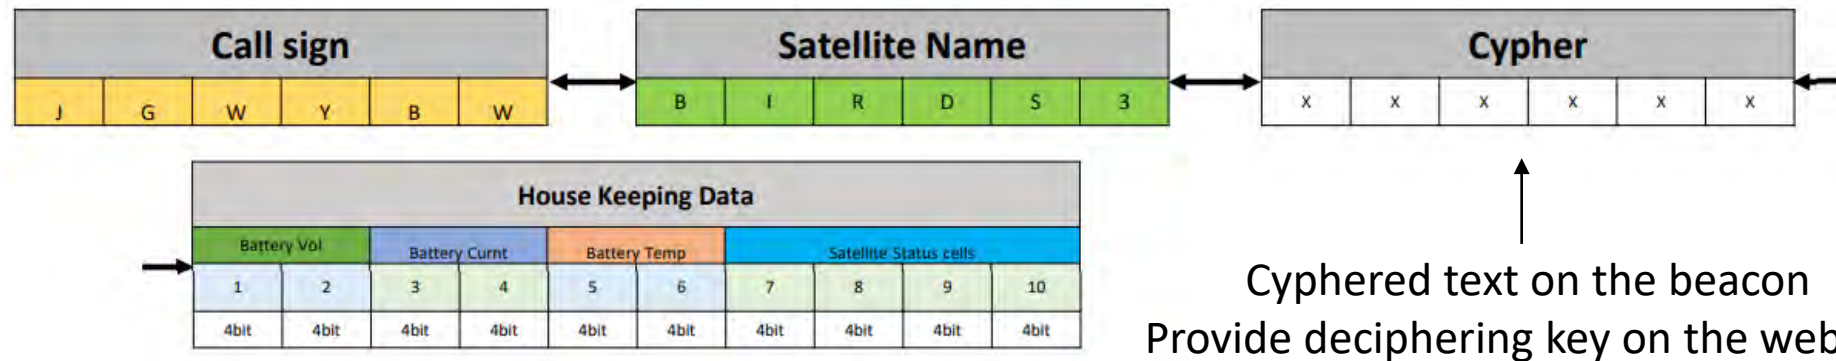 Call sign
J G W Y B W
Satellite Name
B I R D S 3
Cypher
x x x x x x
House Keeping Data
Battery Vol Battery Curnt Battery Temp Satellite Status cells
1 2 3 4 5 6 7 8 9 10
4bit 4bit 4bit 4bit 4bit 4bit 4bit 4bit 4bit 4bit
Cyphered text on the beacon
Provide deciphering key on the web